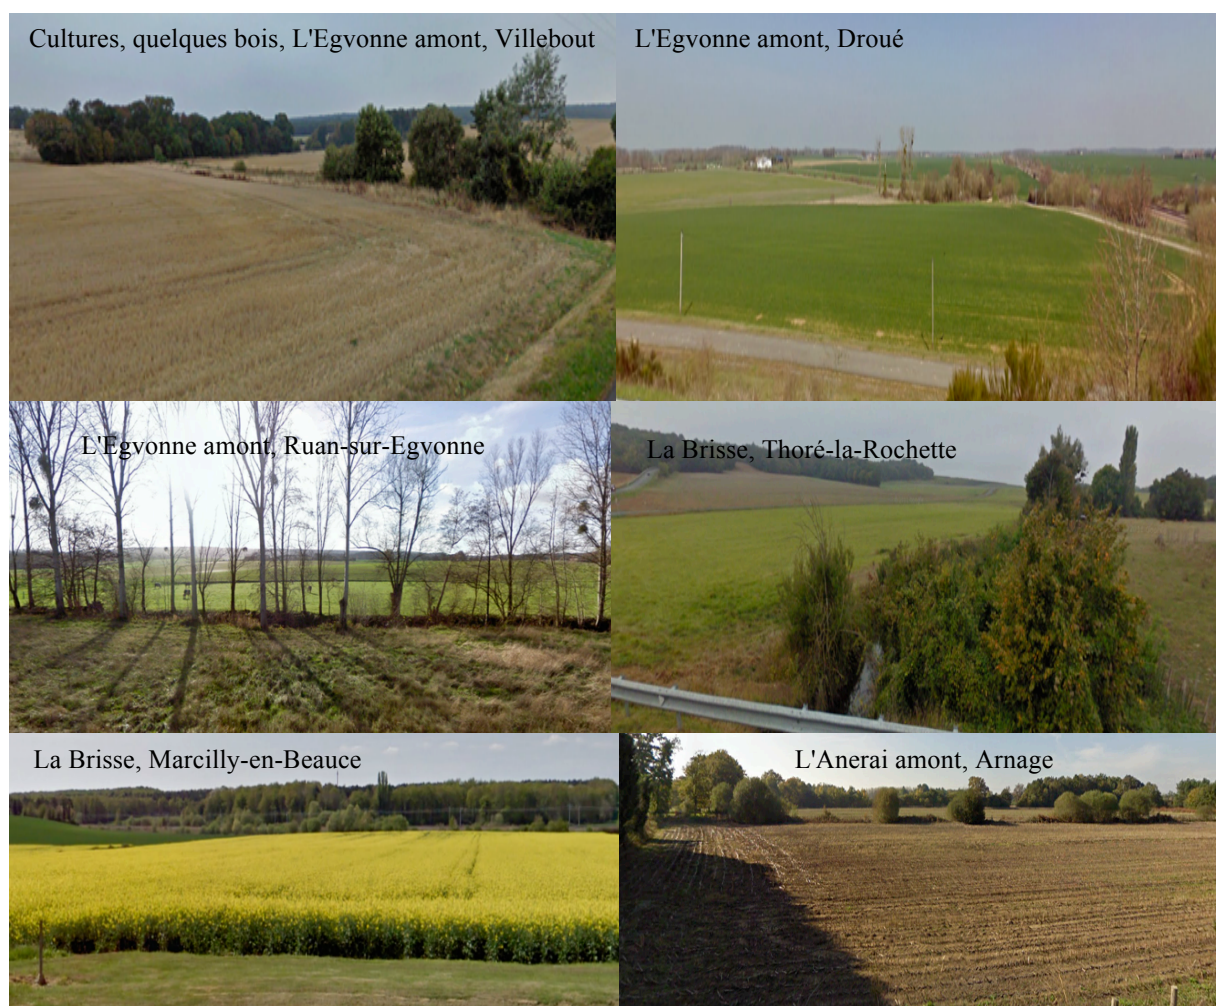 Cultures, quelques bois, L'Egvonne amont, Villebout
L'Egvonne amont, Droué
L'Egvonne amont, Ruan-sur-Egvonne
La Brisse, Thoré-la-Rochette
La Brisse, Marcilly-en-Beauce
L'Anerai amont, Arnage